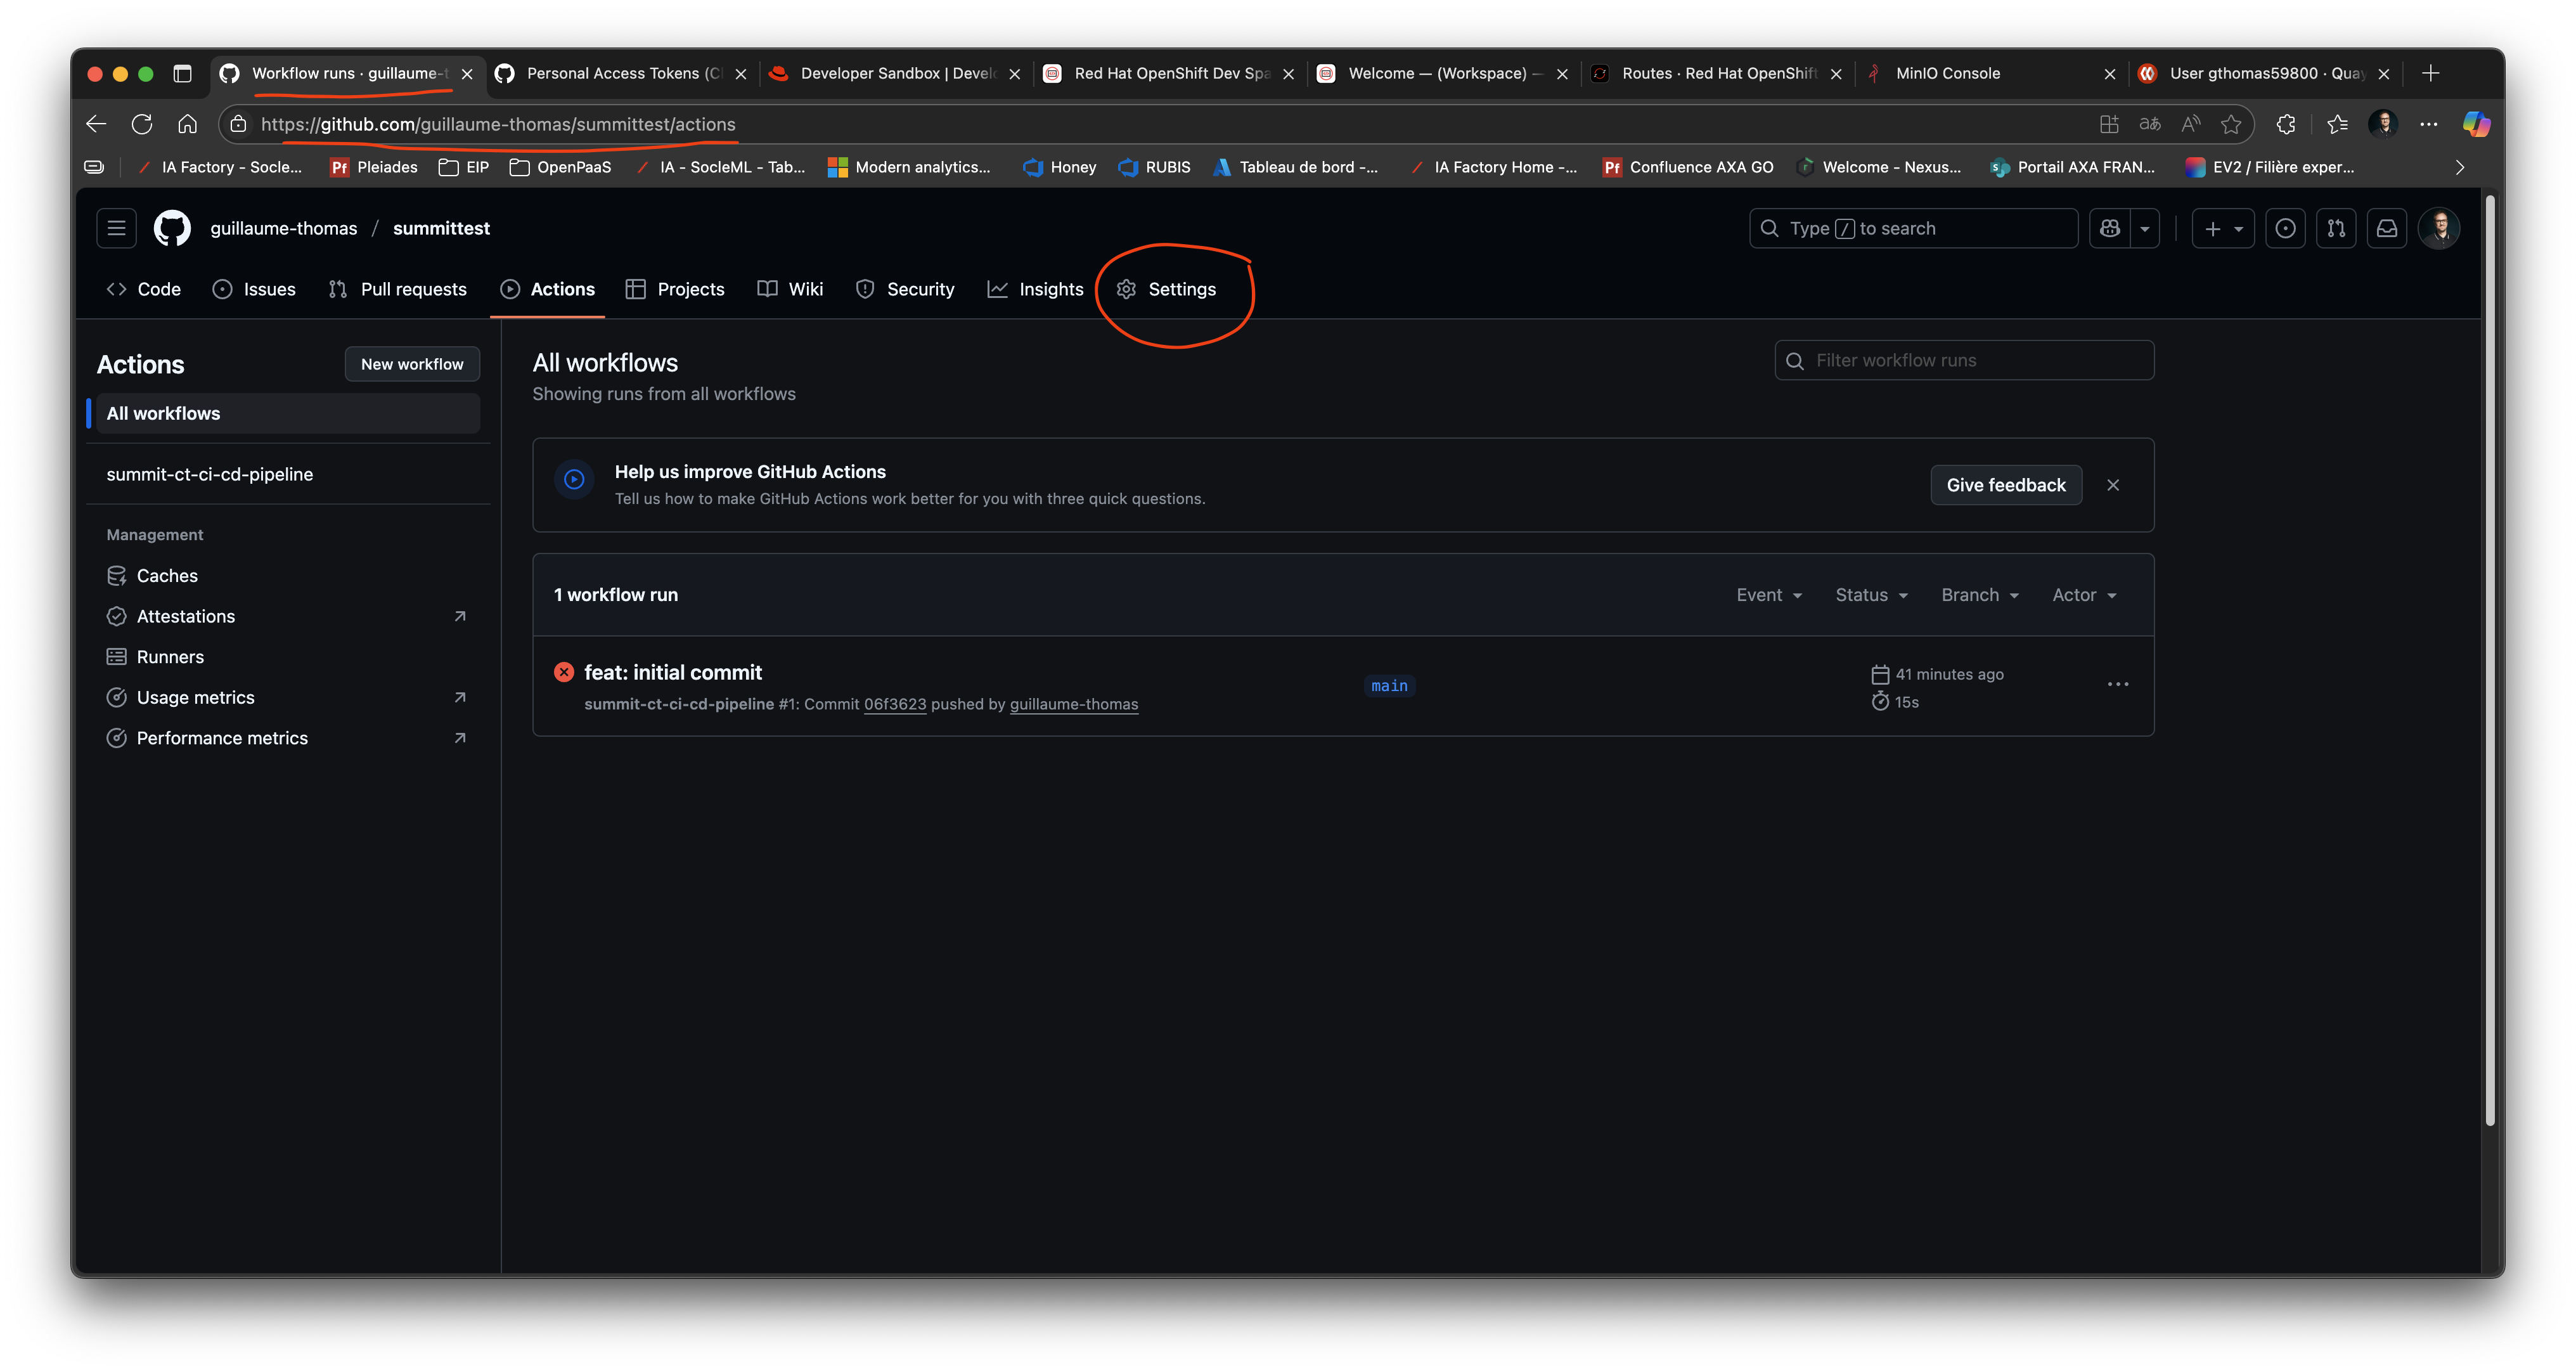 Workflow runs · guillaume-t
Personal Access Tokens (Cl
Developer Sandbox | Develo
Red Hat OpenShift Dev Spa
Welcome — (Workspace) —
Routes · Red Hat OpenShift
MinIO Console
User gthomas59800 · Quay
https://github.com/guillaume-thomas/summittest/actions
IA Factory - Socle...
Pf Pleiades
EIP
OpenPaaS
IA - SocleML - Tab...
Modern analytics...
Honey
RUBIS
Tableau de bord -...
IA Factory Home -...
Pf Confluence AXA GO
Welcome - Nexus...
Portail AXA FRAN...
EV2 / Filière exper...
guillaume-thomas / summittest
Type / to search
Code
Issues
Pull requests
Actions
Projects
Wiki
Security
Insights
Settings
Actions
New workflow
All workflows
summit-ct-ci-cd-pipeline
Management
Caches
Attestations
Runners
Usage metrics
Performance metrics
All workflows
Showing runs from all workflows
Filter workflow runs
Help us improve GitHub Actions
Tell us how to make GitHub Actions work better for you with three quick questions.
Give feedback
1 workflow run
Event
Status
Branch
Actor
feat: initial commit
summit-ct-ci-cd-pipeline #1: Commit 06f3623 pushed by guillaume-thomas
main
41 minutes ago
15s